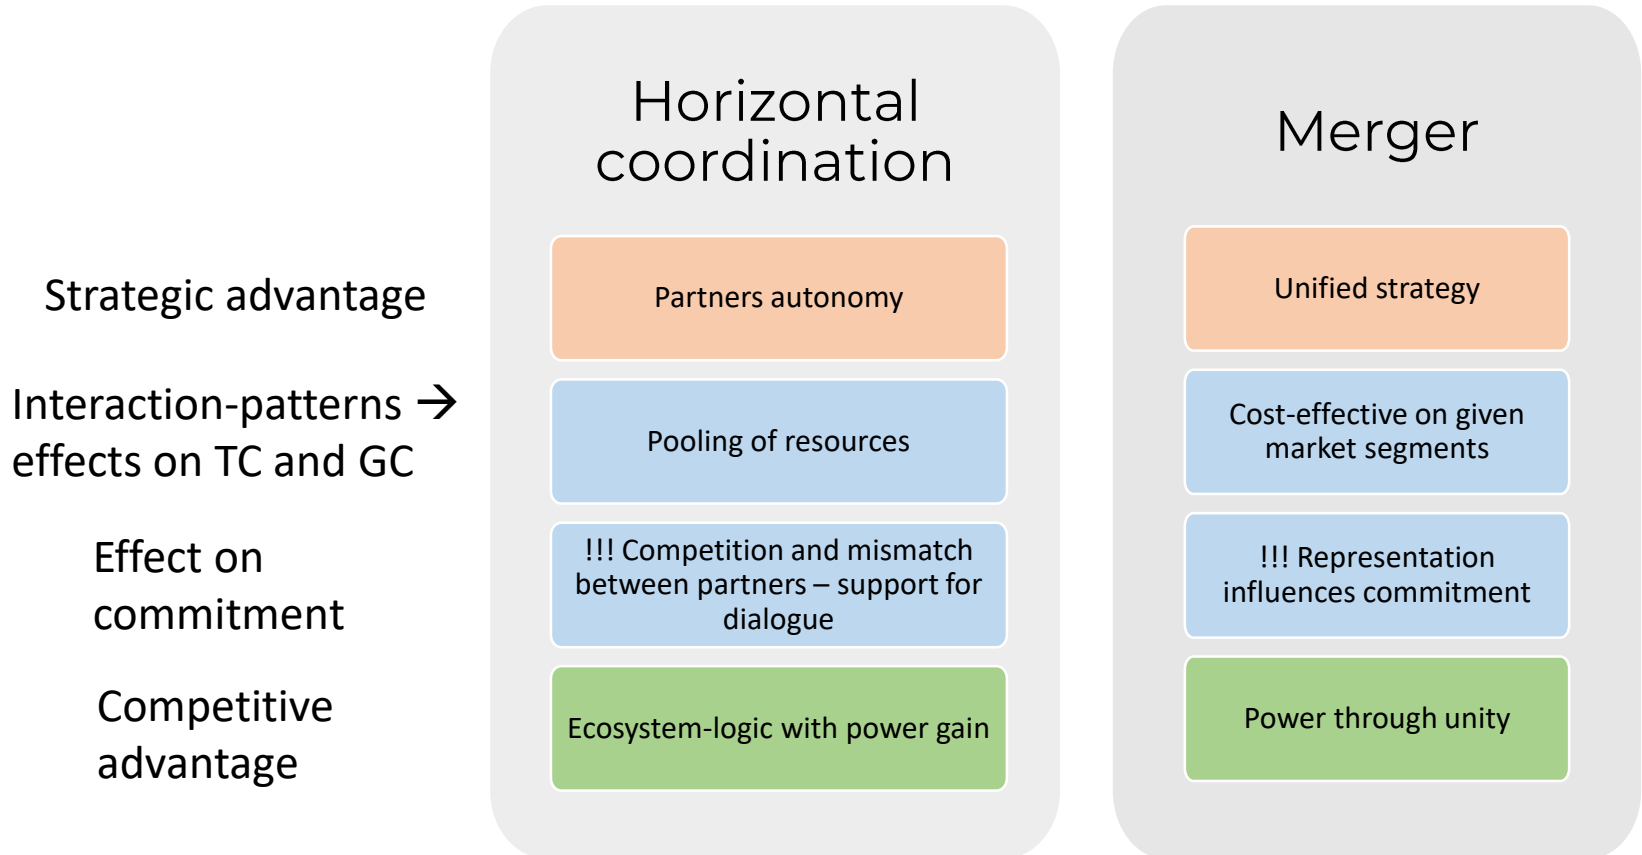 Horizontal
coordination
Merger
Strategic advantage
Partners autonomy
Unified strategy
Interaction-patterns →
effects on TC and GC
Pooling of resources
Cost-effective on given
market segments
Effect on
commitment
!!! Competition and mismatch
between partners – support for
dialogue
!!! Representation
influences commitment
Competitive
advantage
Ecosystem-logic with power gain
Power through unity